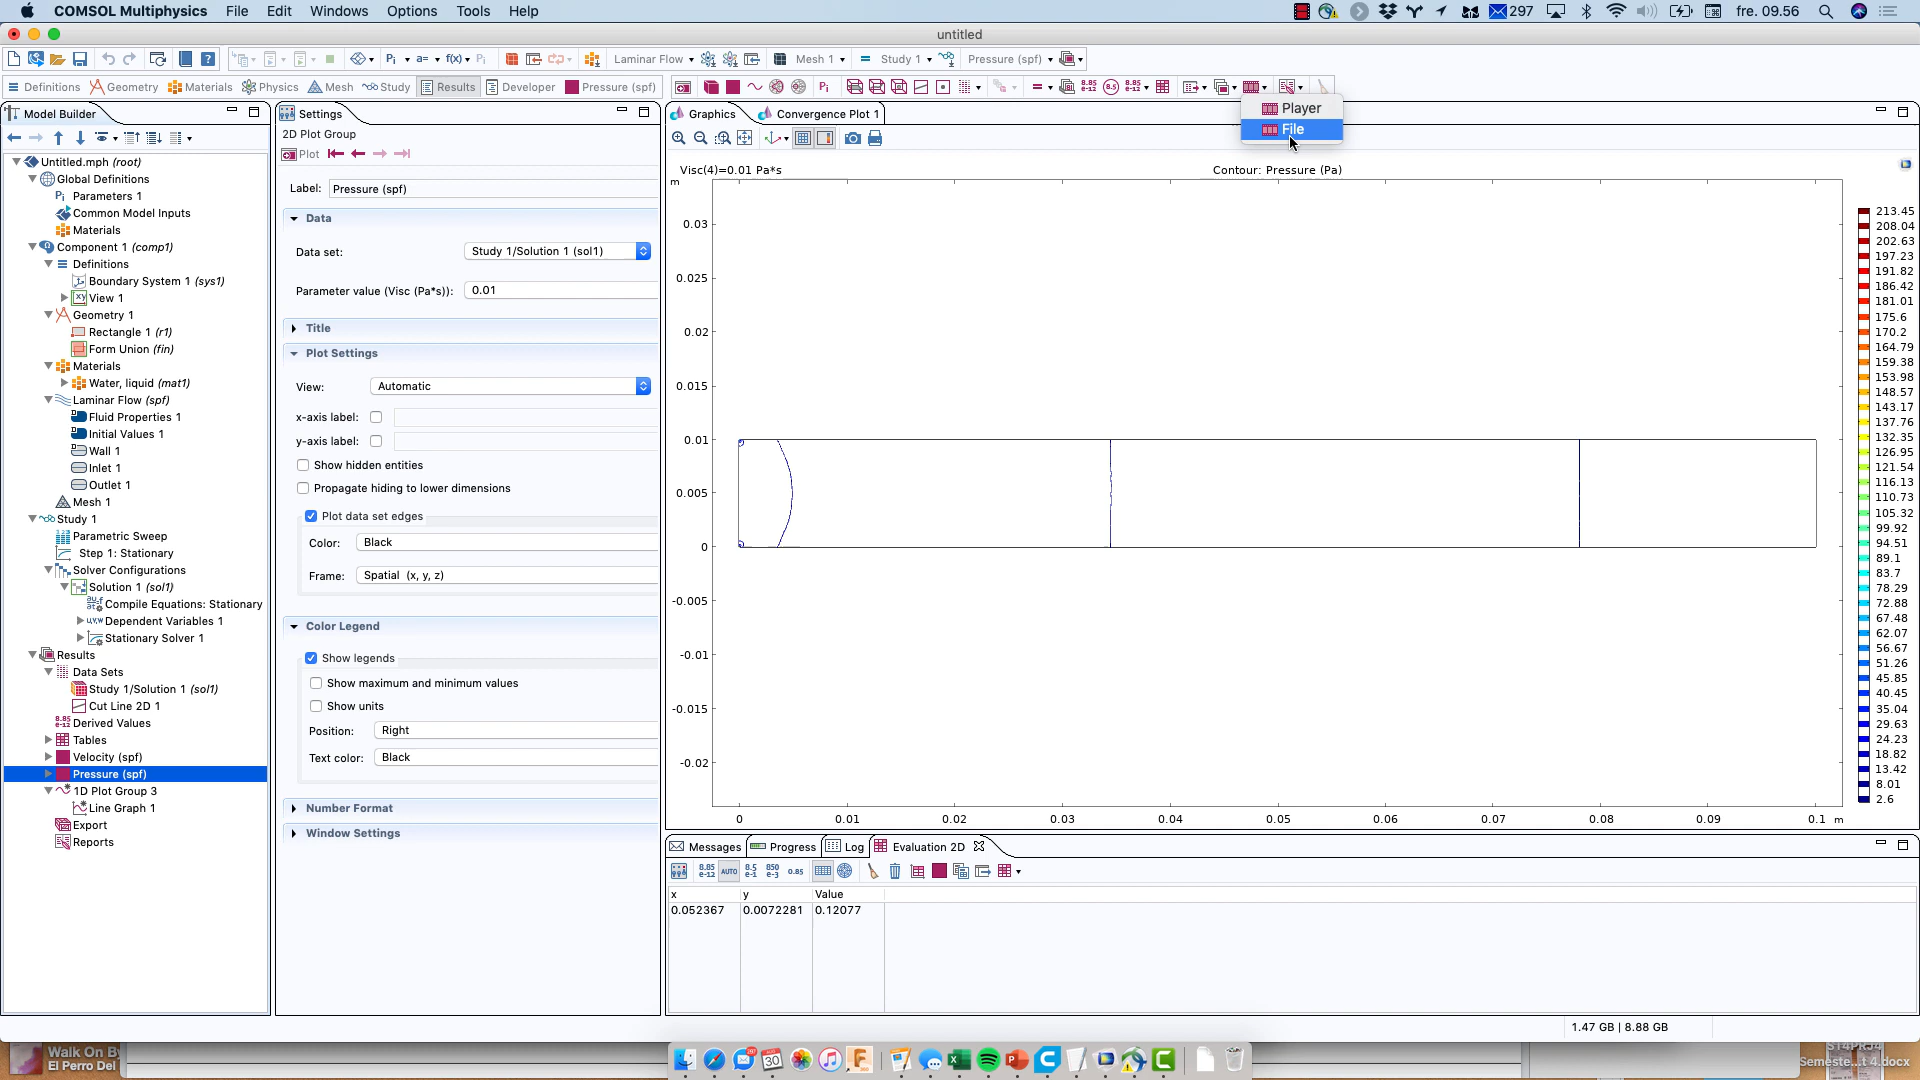 COMSOL Multiphysics File Edit Windows Options Tools Help 297 fre. 09.56
untitled
Laminar Flow Mesh 1 Study 1 Pressure (spf)
Definitions Geometry Materials Physics Mesh Study Results Developer Pressure (spf)
Player
File
Model Builder
Untitled.mph (root)
Global Definitions
Parameters 1
Common Model Inputs
Materials
Component 1 (comp1)
Definitions
Boundary System 1 (sys1)
View 1
Geometry 1
Rectangle 1 (r1)
Form Union (fin)
Materials
Water, liquid (mat1)
Laminar Flow (spf)
Fluid Properties 1
Initial Values 1
Wall 1
Inlet 1
Outlet 1
Mesh 1
Study 1
Parametric Sweep
Step 1: Stationary
Solver Configurations
Solution 1 (sol1)
Compile Equations: Stationary
Dependent Variables 1
Stationary Solver 1
Results
Data Sets
Study 1/Solution 1 (sol1)
Cut Line 2D 1
Derived Values
Tables
Velocity (spf)
Pressure (spf)
1D Plot Group 3
Line Graph 1
Export
Reports
Settings
2D Plot Group
Plot
Label: Pressure (spf)
Data
Data set: Study 1/Solution 1 (sol1)
Parameter value (Visc (Pa*s)): 0.01
Title
Plot Settings
View: Automatic
x-axis label:
y-axis label:
Show hidden entities
Propagate hiding to lower dimensions
Plot data set edges
Color: Black
Frame: Spatial (x, y, z)
Color Legend
Show legends
Show maximum and minimum values
Show units
Position: Right
Text color: Black
Number Format
Window Settings
Graphics Convergence Plot 1
Visc(4)=0.01 Pa*s Contour: Pressure (Pa)
m
0.03
0.025
0.02
0.015
0.01
0.005
0
-0.005
-0.01
-0.015
-0.02
0 0.01 0.02 0.03 0.04 0.05 0.06 0.07 0.08 0.09 0.1 m
213.45
208.04
202.63
197.23
191.82
186.42
181.01
175.6
170.2
164.79
159.38
153.98
148.57
143.17
137.76
132.35
126.95
121.54
116.13
110.73
105.32
99.92
94.51
89.1
83.7
78.29
72.88
67.48
62.07
56.67
51.26
45.85
40.45
35.04
29.63
24.23
18.82
13.42
8.01
2.6
Messages Progress Log Evaluation 2D
8.85 e-12 AUTO 8.5 e-1 850 e-3 0.85
x y Value
0.052367 0.0072281 0.12077
1.47 GB | 8.88 GB
Walk On By
El Perro Del
Semeste...t 4.docx